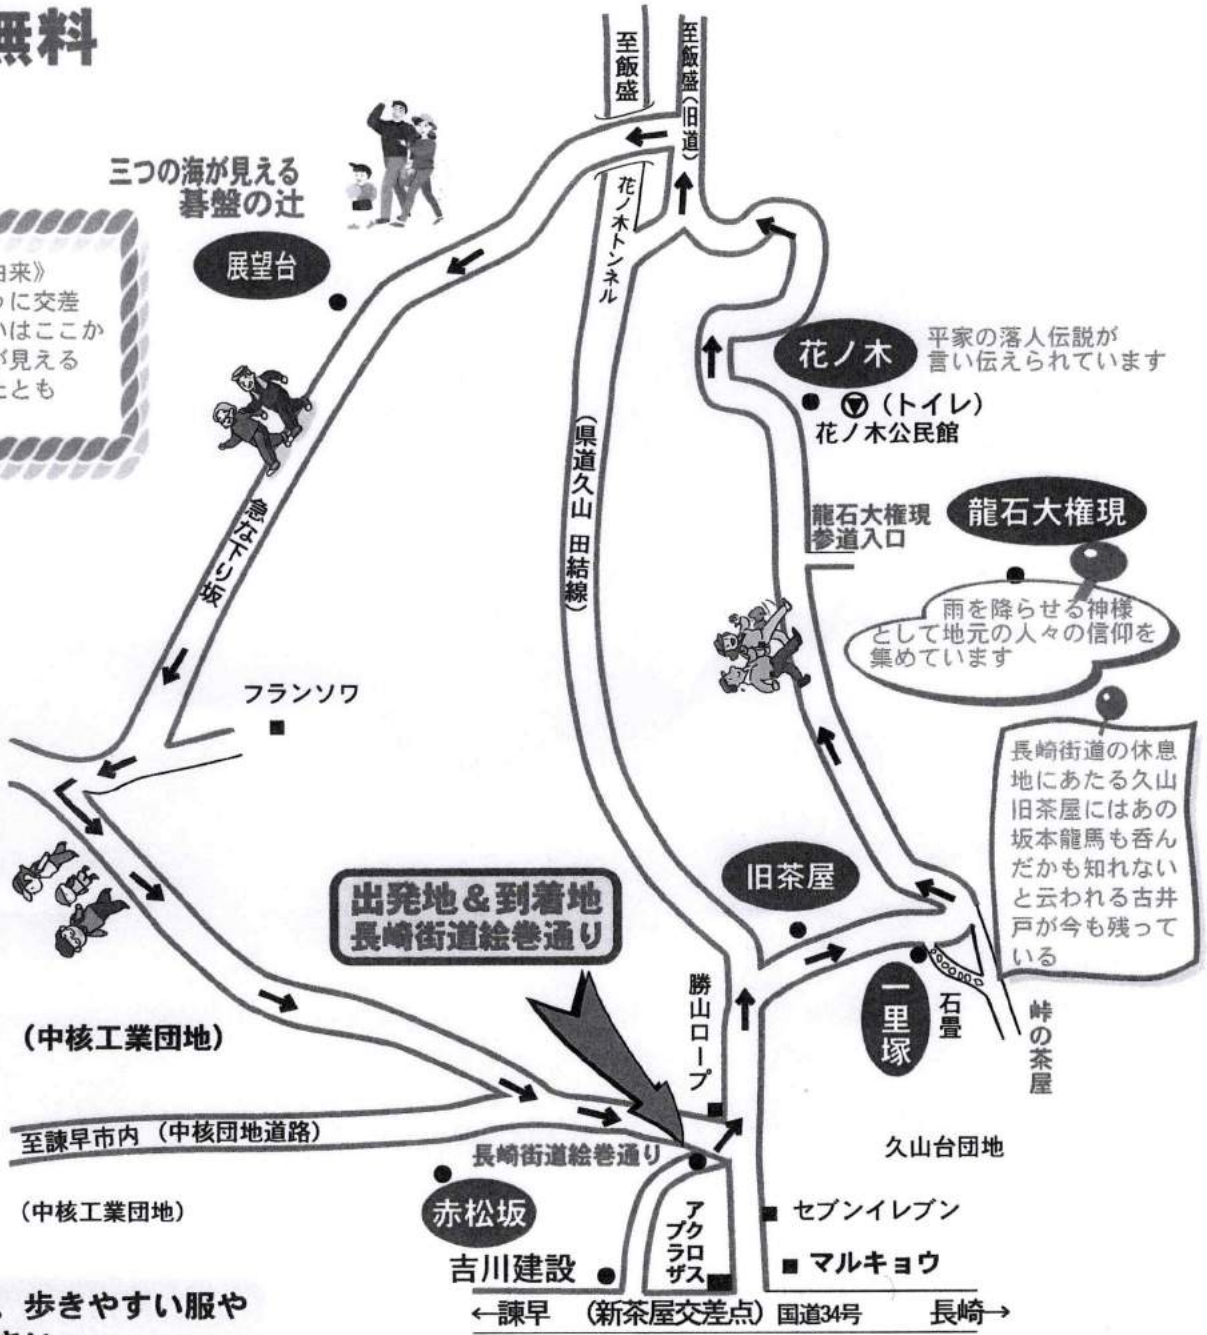 無料
至飯盛
至飯盛(旧道)
三つの海が見える
碁盤の辻
展望台
由来》
うに交差
いはここか
が見える
たとも
花ノ木トンネル
花ノ木
平家の落人伝説が
言い伝えられています
(トイレ)
花ノ木公民館
(県道久山 田結線)
龍石大権現
参道入口
龍石大権現
雨を降らせる神様
として地元の人々の信仰を
集めています
急な下り坂
フランソワ
長崎街道の休息
地にあたる久山
旧茶屋にはあの
坂本龍馬も呑ん
だかも知れない
と云われる古井
戸が今も残って
いる
旧茶屋
出発地&到着地
長崎街道絵巻通り
勝山ロープ
一里塚
石畳
峠の茶屋
(中核工業団地)
至諫早市内 (中核団地道路)
長崎街道絵巻通り
久山台団地
(中核工業団地)
赤松坂
吉川建設
アクロス
プラザ
セブンイレブン
マルキョウ
、歩きやすい服や
←諫早 (新茶屋交差点) 国道34号 長崎→